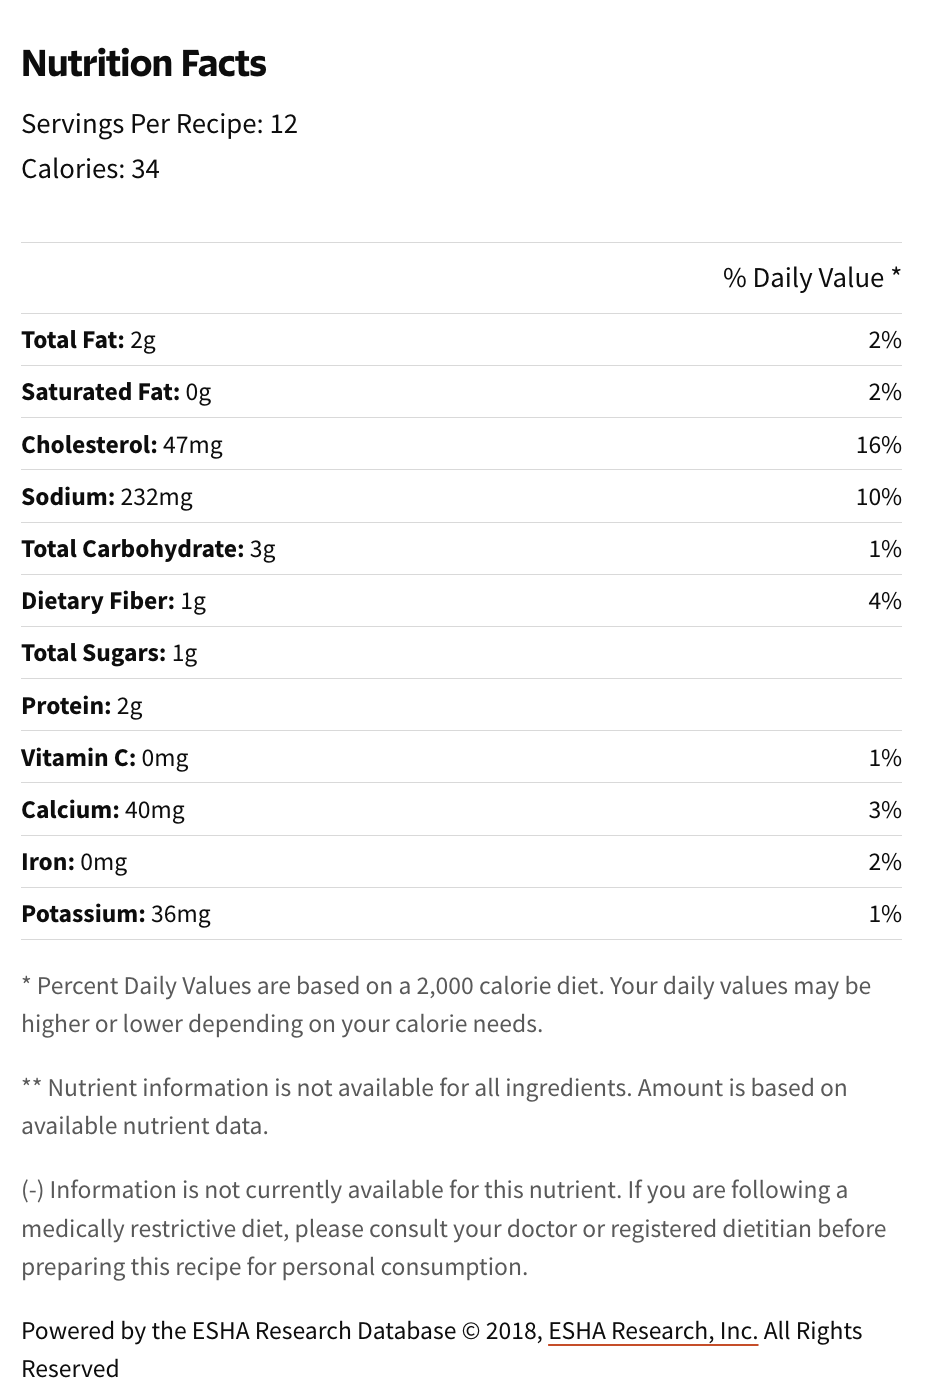 Nutrition Facts
Servings Per Recipe: 12
Calories: 34
% Daily Value *
Total Fat: 2g 2%
Saturated Fat: 0g 2%
Cholesterol: 47mg 16%
Sodium: 232mg 10%
Total Carbohydrate: 3g 1%
Dietary Fiber: 1g 4%
Total Sugars: 1g
Protein: 2g
Vitamin C: 0mg 1%
Calcium: 40mg 3%
Iron: 0mg 2%
Potassium: 36mg 1%
* Percent Daily Values are based on a 2,000 calorie diet. Your daily values may be
higher or lower depending on your calorie needs.
** Nutrient information is not available for all ingredients. Amount is based on
available nutrient data.
(-) Information is not currently available for this nutrient. If you are following a
medically restrictive diet, please consult your doctor or registered dietitian before
preparing this recipe for personal consumption.
Powered by the ESHA Research Database © 2018, ESHA Research, Inc. All Rights
Reserved